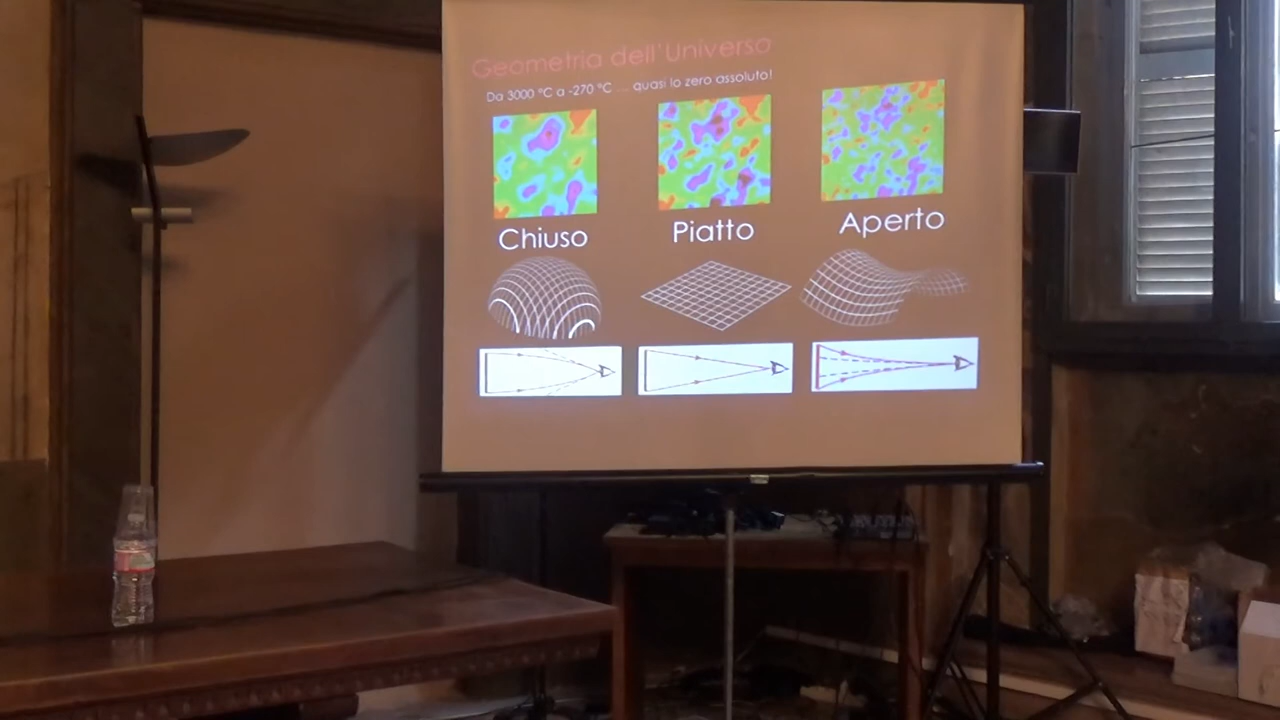 Geometria dell'Universo
Da 3000 °C a -270 °C ... quasi lo zero assoluto!
Chiuso
Piatto
Aperto